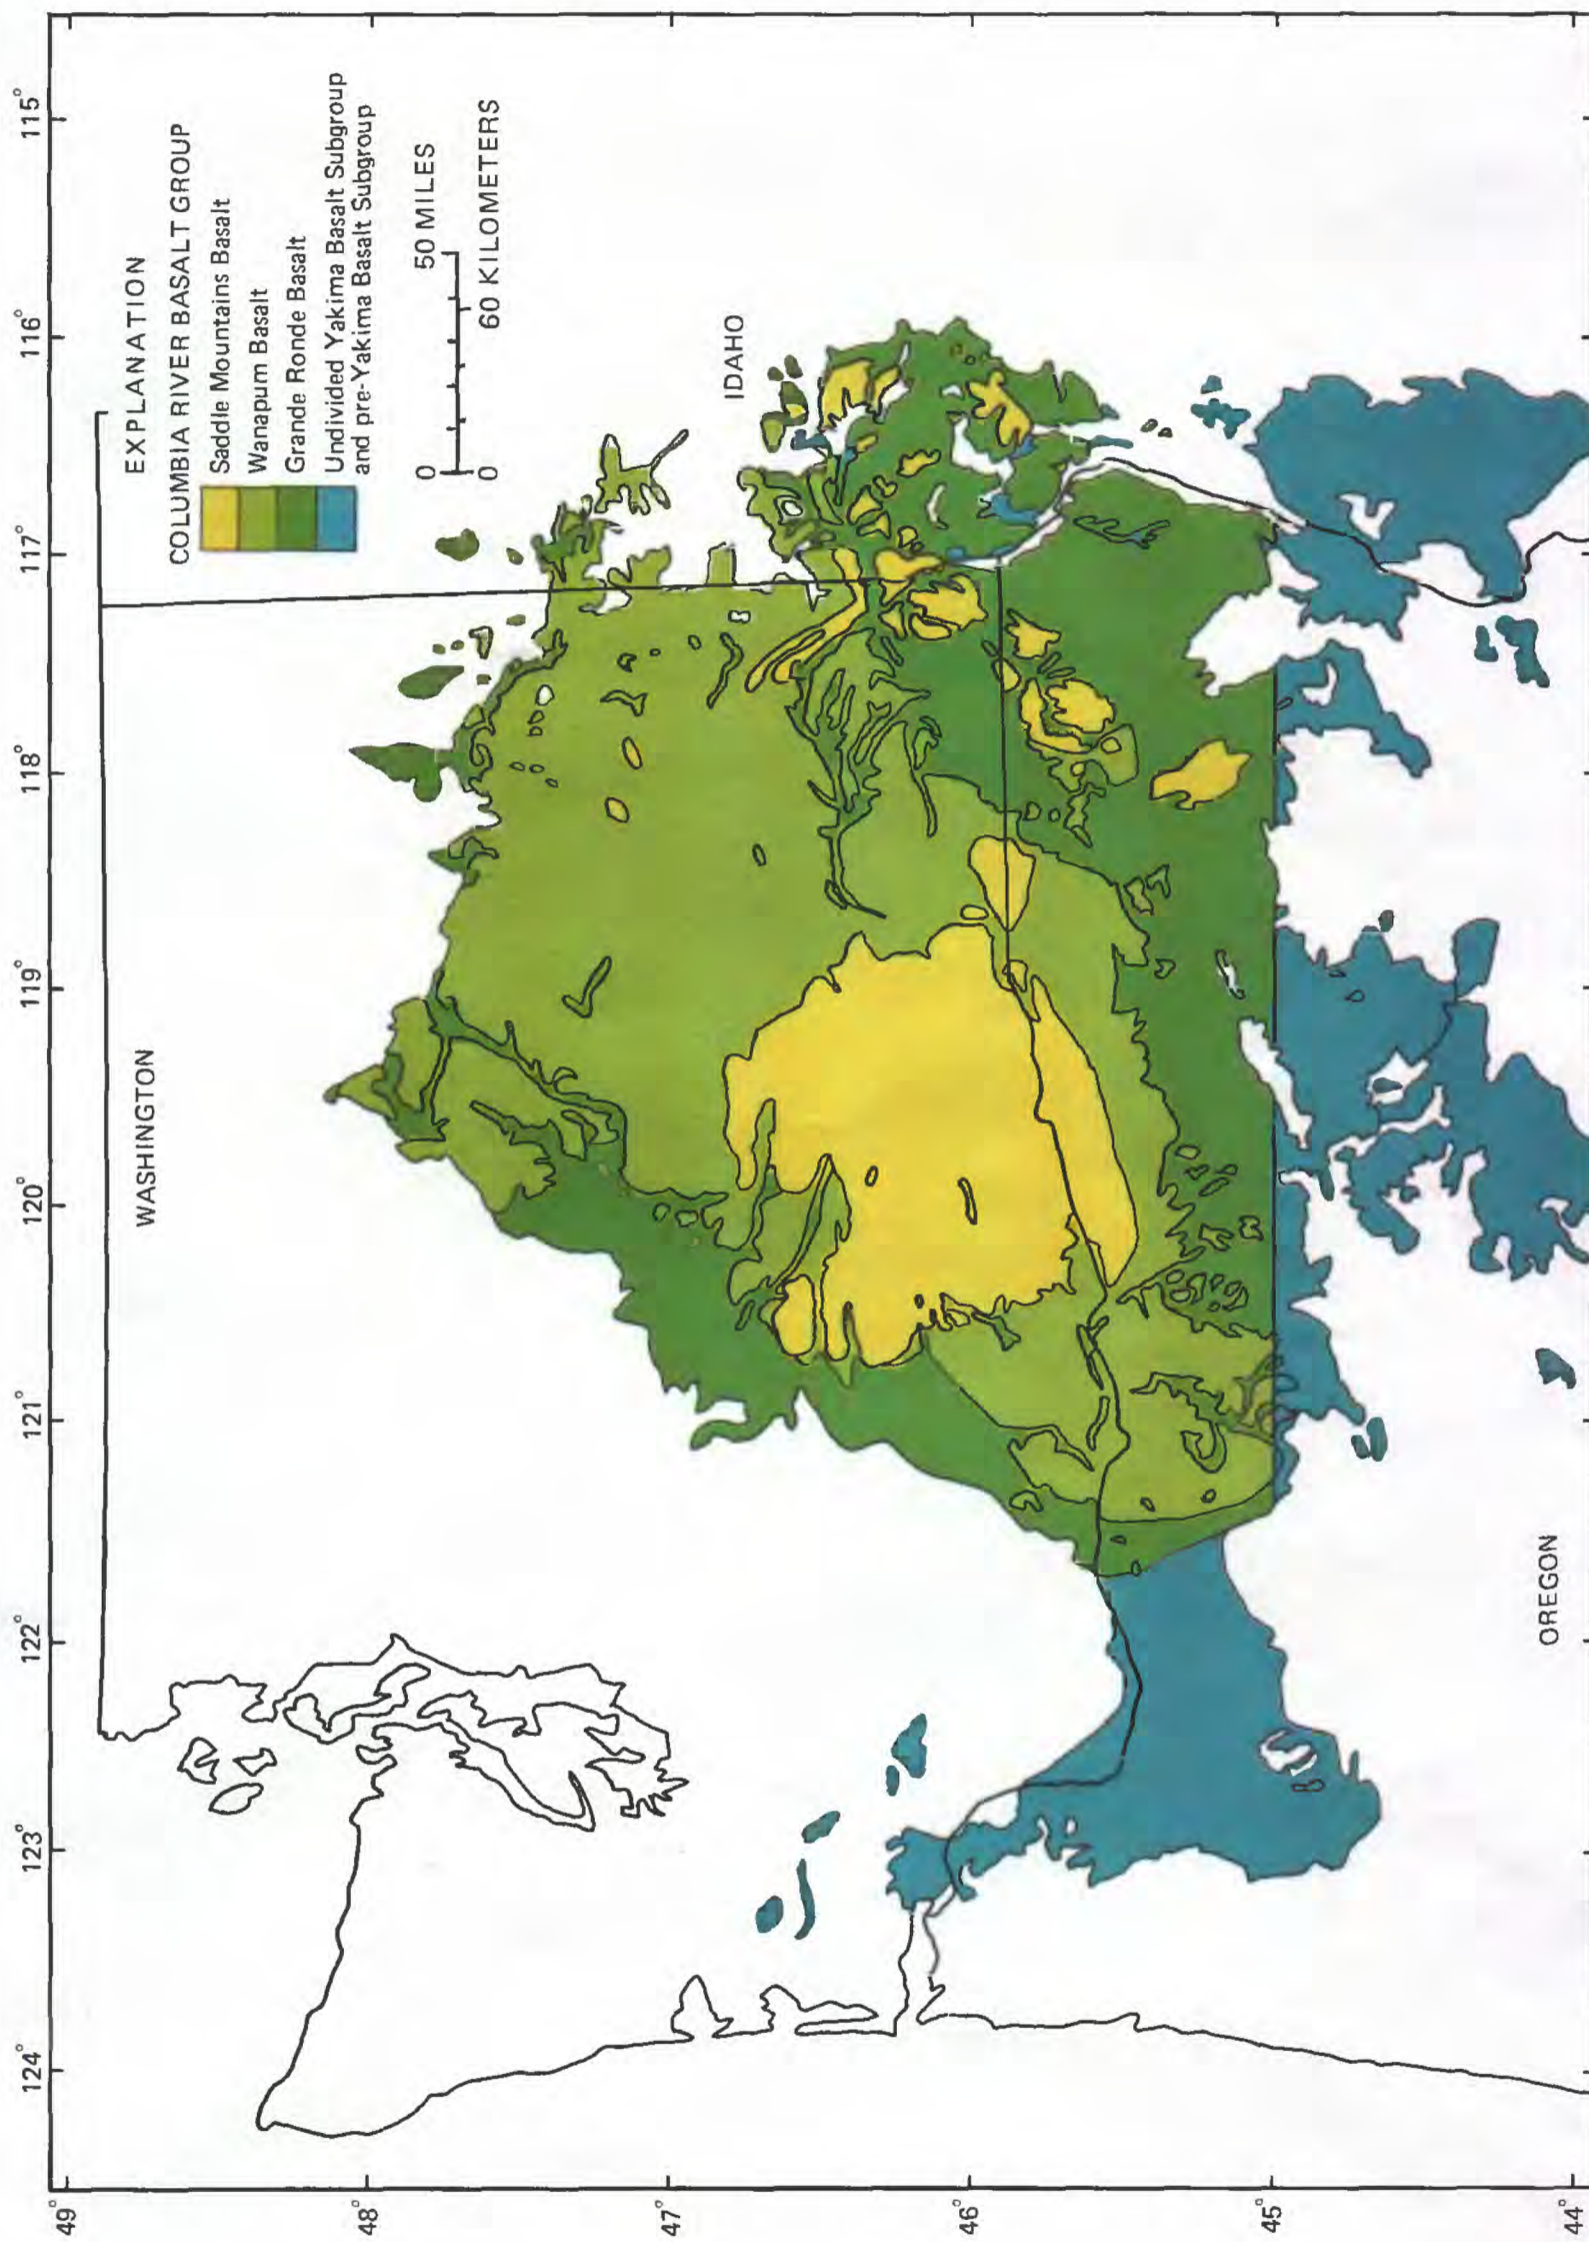 EXPLANATION
COLUMBIA RIVER BASALT GROUP
Saddle Mountains Basalt
Wanapum Basalt
Grande Ronde Basalt
Undivided Yakima Basalt Subgroup
and pre-Yakima Basalt Subgroup
0 50 MILES
0 60 KILOMETERS
WASHINGTON
IDAHO
OREGON
124° 123° 122° 121° 120° 119° 118° 117° 116° 115°
49°
48°
47°
46°
45°
44°